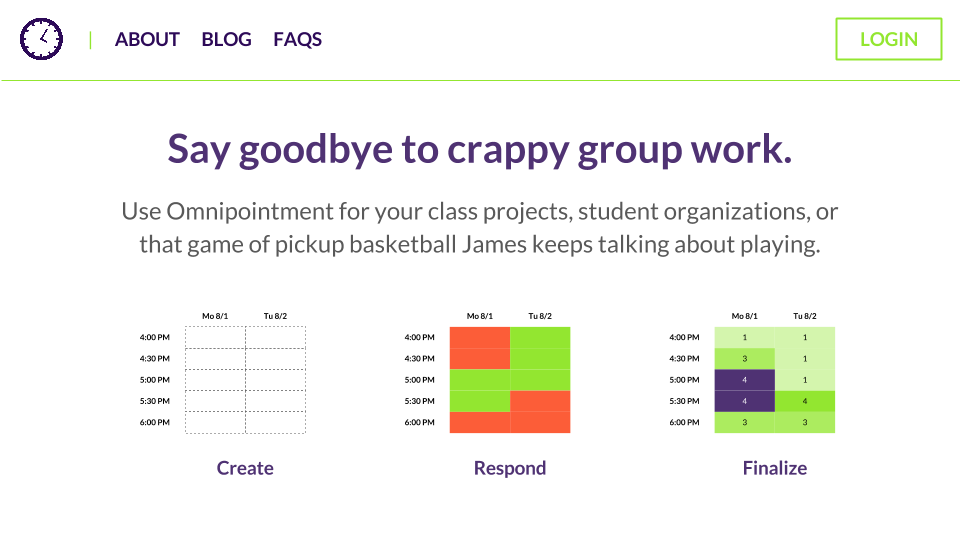 | ABOUT BLOG FAQS LOGIN
Say goodbye to crappy group work.
Use Omnipointment for your class projects, student organizations, or
that game of pickup basketball James keeps talking about playing.
Mo 8/1 Tu 8/2
4:00 PM
4:30 PM
5:00 PM
5:30 PM
6:00 PM
Create
Mo 8/1 Tu 8/2
4:00 PM
4:30 PM
5:00 PM
5:30 PM
6:00 PM
Respond
Mo 8/1 Tu 8/2
4:00 PM 1 1
4:30 PM 3 1
5:00 PM 4 1
5:30 PM 4 4
6:00 PM 3 3
Finalize